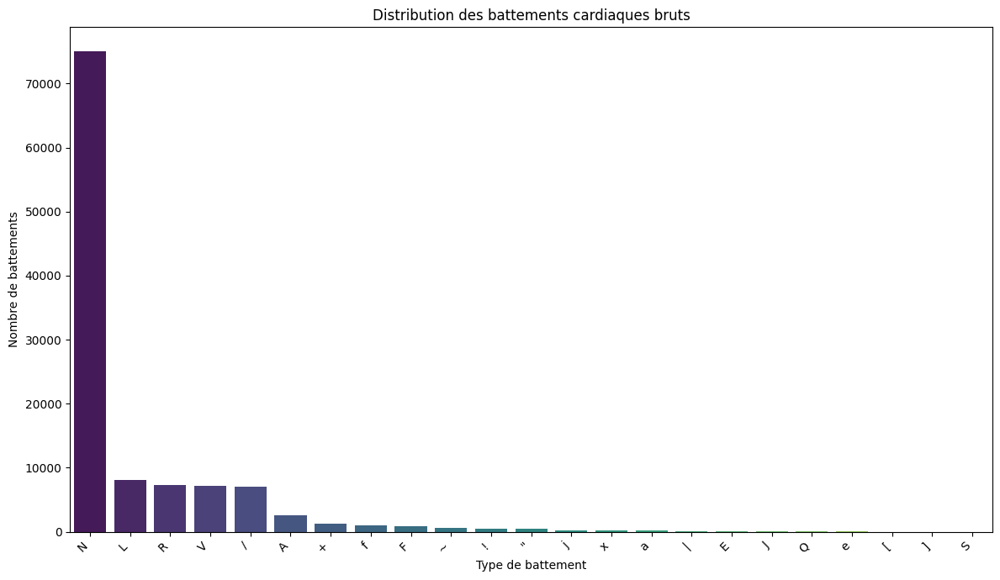 Distribution des battements cardiaques bruts
Nombre de battements
70000
60000
50000
40000
30000
20000
10000
0
N L R V / A + f F ~ ! " j x a | E J Q e [ ] S
Type de battement